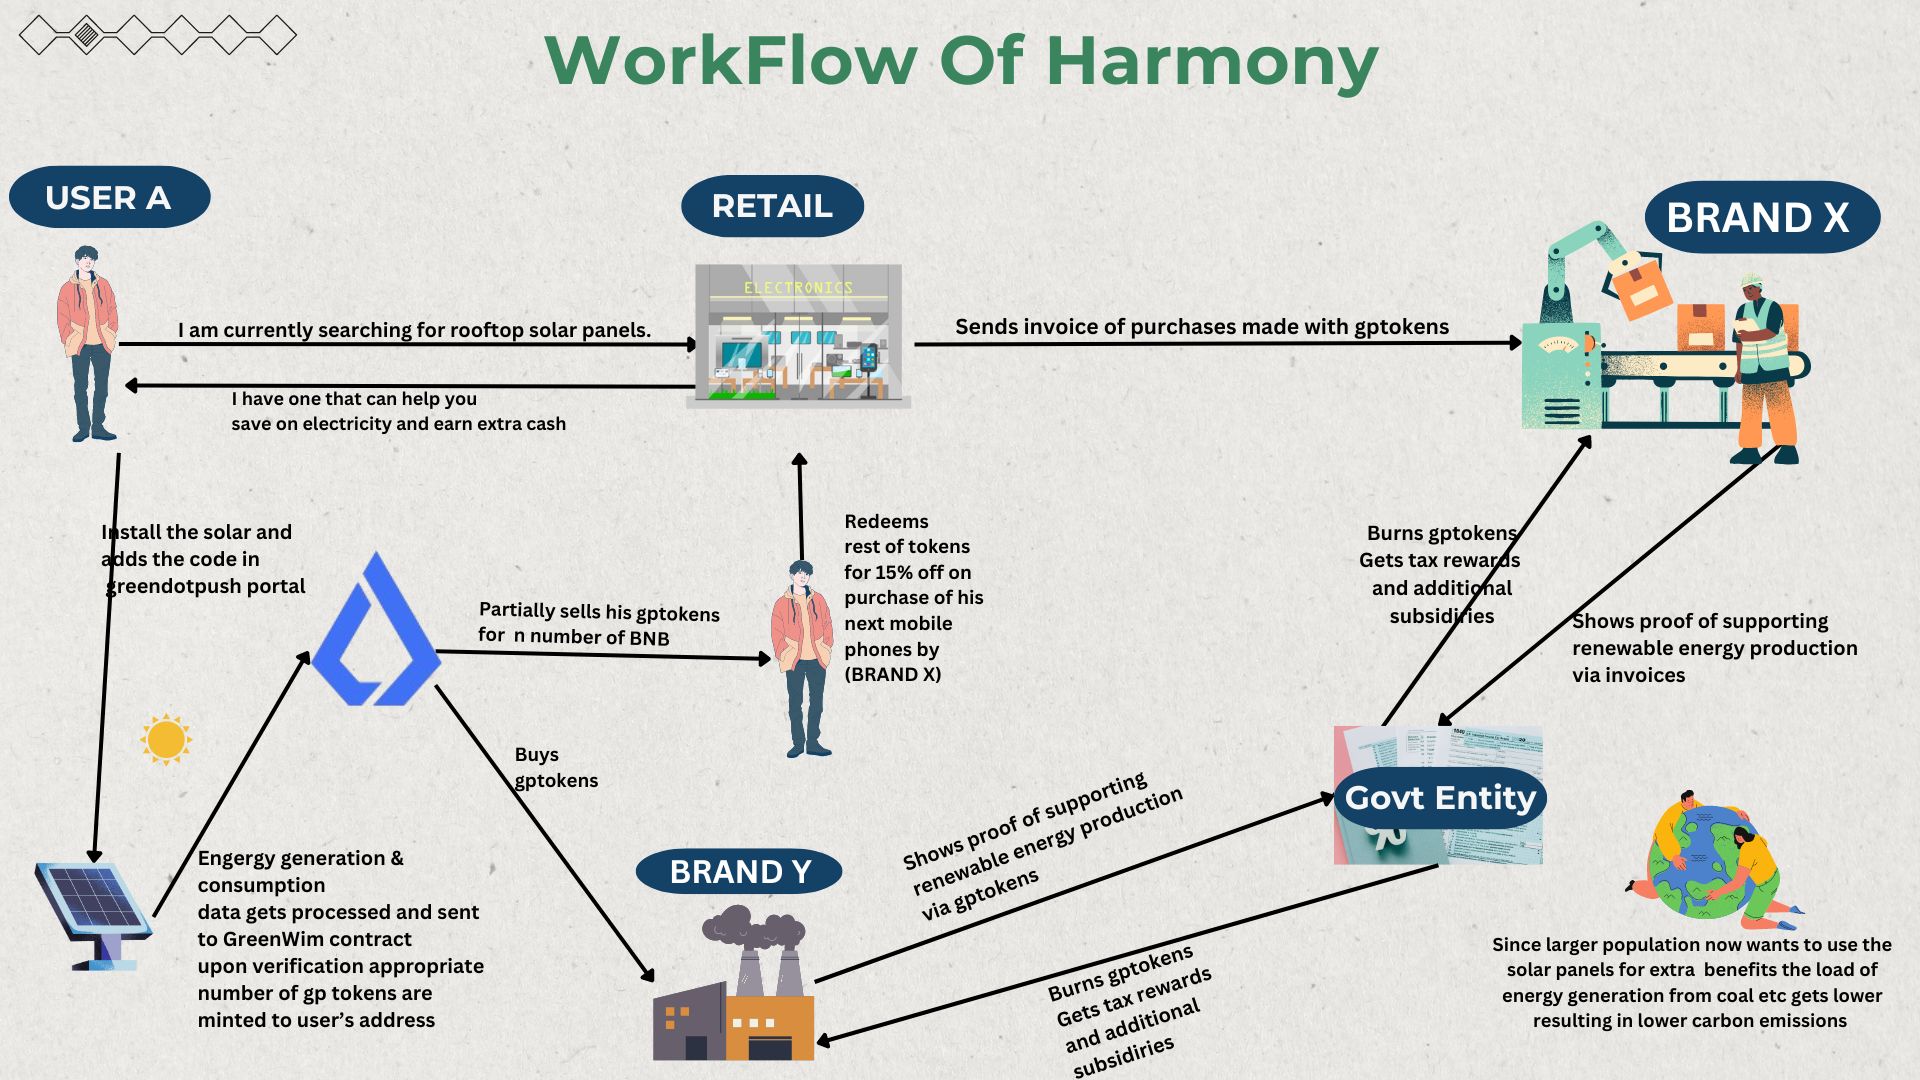 WorkFlow Of Harmony
USER A
RETAIL
BRAND X
ELECTRONICS
I am currently searching for rooftop solar panels.
Sends invoice of purchases made with gptokens
I have one that can help you
save on electricity and earn extra cash
Install the solar and
adds the code in
greendotpush portal
Partially sells his gptokens
for n number of BNB
Redeems
rest of tokens
for 15% off on
purchase of his
next mobile
phones by
(BRAND X)
Burns gptokens
Gets tax rewards
and additional
subsidiries
Shows proof of supporting
renewable energy production
via invoices
Buys
gptokens
Engergy generation &
consumption
data gets processed and sent
to GreenWim contract
upon verification appropriate
number of gp tokens are
minted to user’s address
BRAND Y
Shows proof of supporting
renewable energy production
via gptokens
1040
Govt Entity
%
Burns gptokens
Gets tax rewards
and additional
subsidiries
Since larger population now wants to use the
solar panels for extra benefits the load of
energy generation from coal etc gets lower
resulting in lower carbon emissions